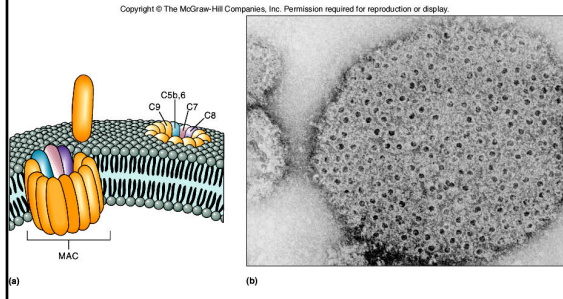 Copyright © The McGraw-Hill Companies, Inc. Permission required for reproduction or display.
C5b,6
C9
C7
C8
MAC
(a)
(b)